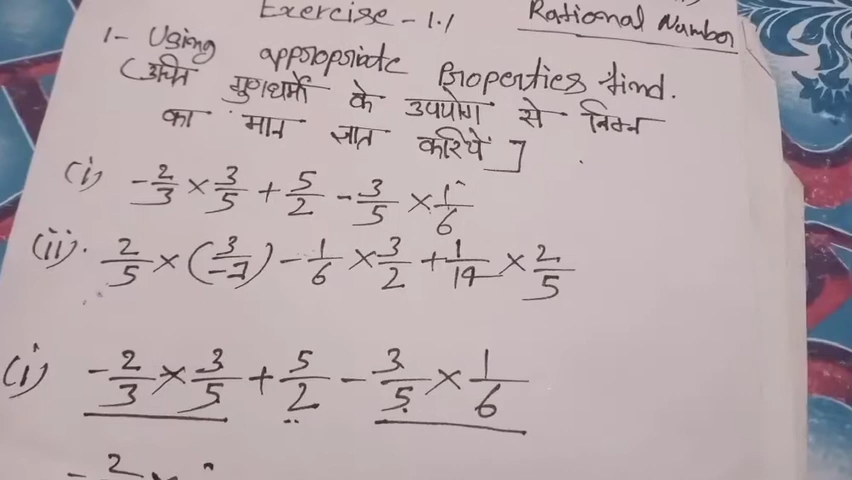 Exercise - 1.1
Rational Number
1- Using appropriate Properties find.
(उचित गुणधर्मो के उपयोग से निम्न
का मान ज्ञात करिये]
(i) -2/3 × 3/5 + 5/2 - 3/5 × 1/6
(ii). 2/5 × (3/-7) - 1/6 × 3/2 + 1/14 × 2/5
(i) -2/3 × 3/5 + 5/2 - 3/5 × 1/6
- 2 ×